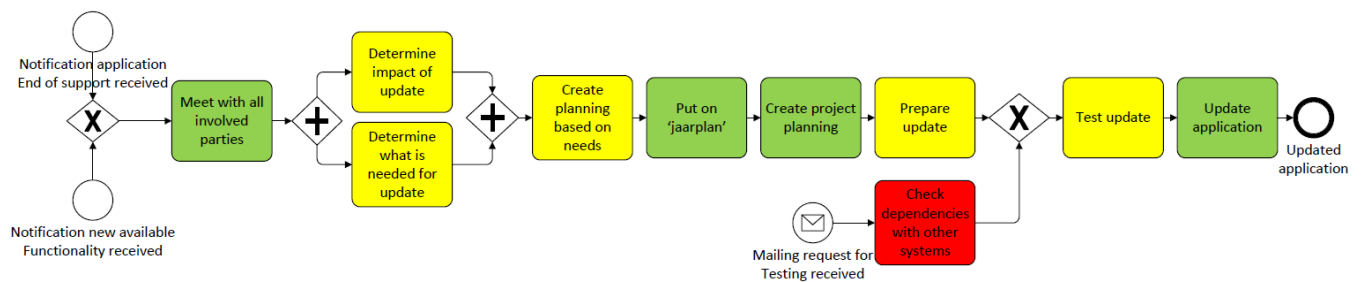 Notification application
End of support received
Meet with all
involved
parties
Determine
impact of
update
Determine
what is
needed for
update
Create
planning
based on
needs
Put on
‘jaarplan’
Create project
planning
Prepare
update
Test update
Update
application
Updated
application
Notification new available
Functionality received
Mailing request for
Testing received
Check
dependencies
with other
systems